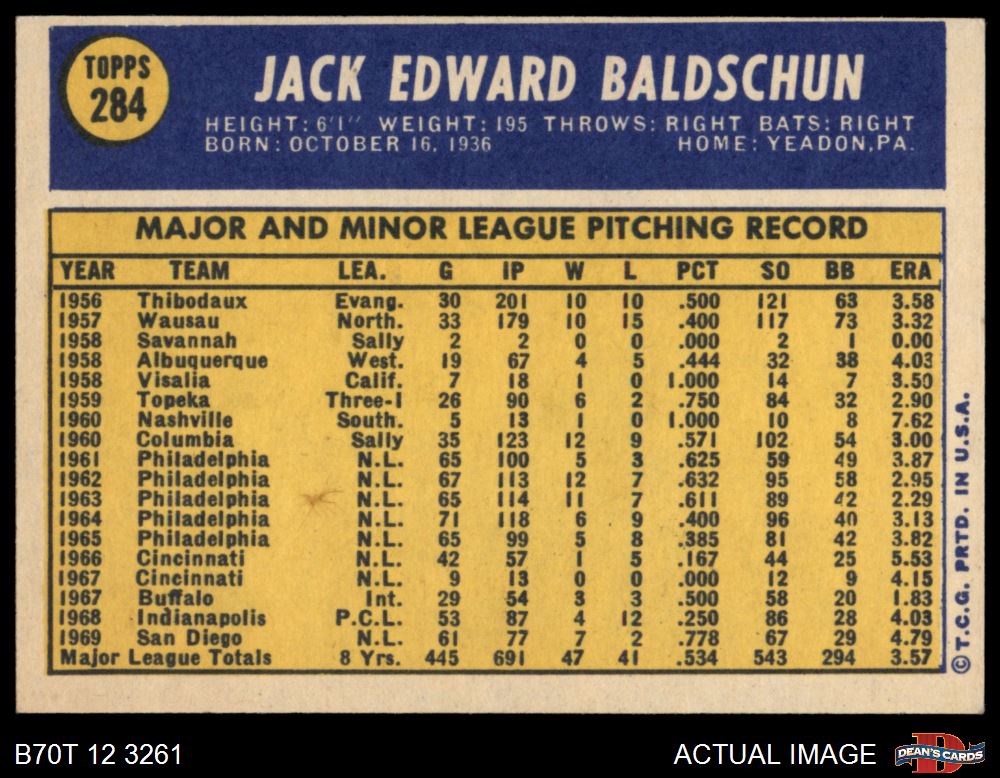 TOPPS
284
JACK EDWARD BALDSCHUN
HEIGHT: 6'1" WEIGHT: 195 THROWS: RIGHT BATS: RIGHT
BORN: OCTOBER 16, 1936 HOME: YEADON, PA.
MAJOR AND MINOR LEAGUE PITCHING RECORD
YEAR TEAM LEA. G IP W L PCT SO BB ERA
1956 Thibodaux Evang. 30 201 10 10 .500 121 63 3.58
1957 Wausau North. 33 179 10 15 .400 117 73 3.32
1958 Savannah Sally 2 2 0 0 .000 2 1 0.00
1958 Albuquerque West. 19 67 4 5 .444 32 38 4.03
1958 Visalia Calif. 7 18 1 0 1.000 14 7 3.50
1959 Topeka Three-I 26 90 6 2 .750 84 32 2.90
1960 Nashville South. 5 13 1 0 1.000 10 8 7.62
1960 Columbia Sally 35 123 12 9 .571 102 54 3.00
1961 Philadelphia N.L. 65 100 5 3 .625 59 49 3.87
1962 Philadelphia N.L. 67 113 12 7 .632 95 58 2.95
1963 Philadelphia N.L. 65 114 11 7 .611 89 42 2.29
1964 Philadelphia N.L. 71 118 6 9 .400 96 40 3.13
1965 Philadelphia N.L. 65 99 5 8 .385 81 42 3.82
1966 Cincinnati N.L. 42 57 1 5 .167 44 25 5.53
1967 Cincinnati N.L. 9 13 0 0 .000 12 9 4.15
1967 Buffalo Int. 29 54 3 3 .500 58 20 1.83
1968 Indianapolis P.C.L. 53 87 4 12 .250 86 28 4.03
1969 San Diego N.L. 61 77 7 2 .778 67 29 4.79
Major League Totals 8 Yrs. 445 691 47 41 .534 543 294 3.57
© T.C.G. PRTD. IN U.S.A.
B70T 12 3261 ACTUAL IMAGE
DEAN'S CARDS